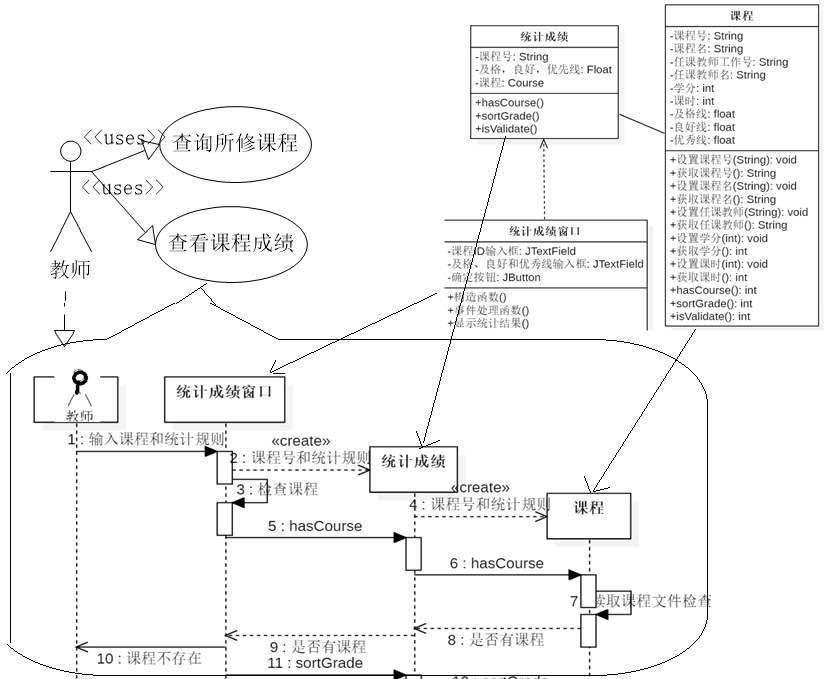 课程
-课程号: String
-课程名: String
-任课教师工作号: String
-任课教师名: String
-学分: int
-课时: int
-及格线: float
-良好线: float
-优秀线: float
+设置课程号(String): void
+获取课程号(): String
+设置课程名(String): void
+获取课程名(): String
+设置任课教师(String): void
+获取任课教师(): String
+设置学分(int): void
+获取学分(): int
+设置课时(int): void
+获取课时(): int
+hasCourse(): int
+sortGrade(): int
+isValidate(): int
统计成绩
-课程号: String
-及格，良好，优先线: Float
-课程: Course
+hasCourse()
+sortGrade()
+isValidate()
统计成绩窗口
-课程ID输入框: JTextField
-及格、良好和优秀线输入框: JTextField
-确定按钮: JButton
+构造函数()
+事件处理函数()
+显示统计结果()
<<uses>>
查询所修课程
<<uses>>
查看课程成绩
教师
教师
统计成绩窗口
统计成绩
课程
1 : 输入课程和统计规则
«create»
2 : 课程号和统计规则
3 : 检查课程
«create»
4 : 课程号和统计规则
5 : hasCourse
6 : hasCourse
7 读取课程文件检查
8 : 是否有课程
9 : 是否有课程
10 : 课程不存在
11 : sortGrade